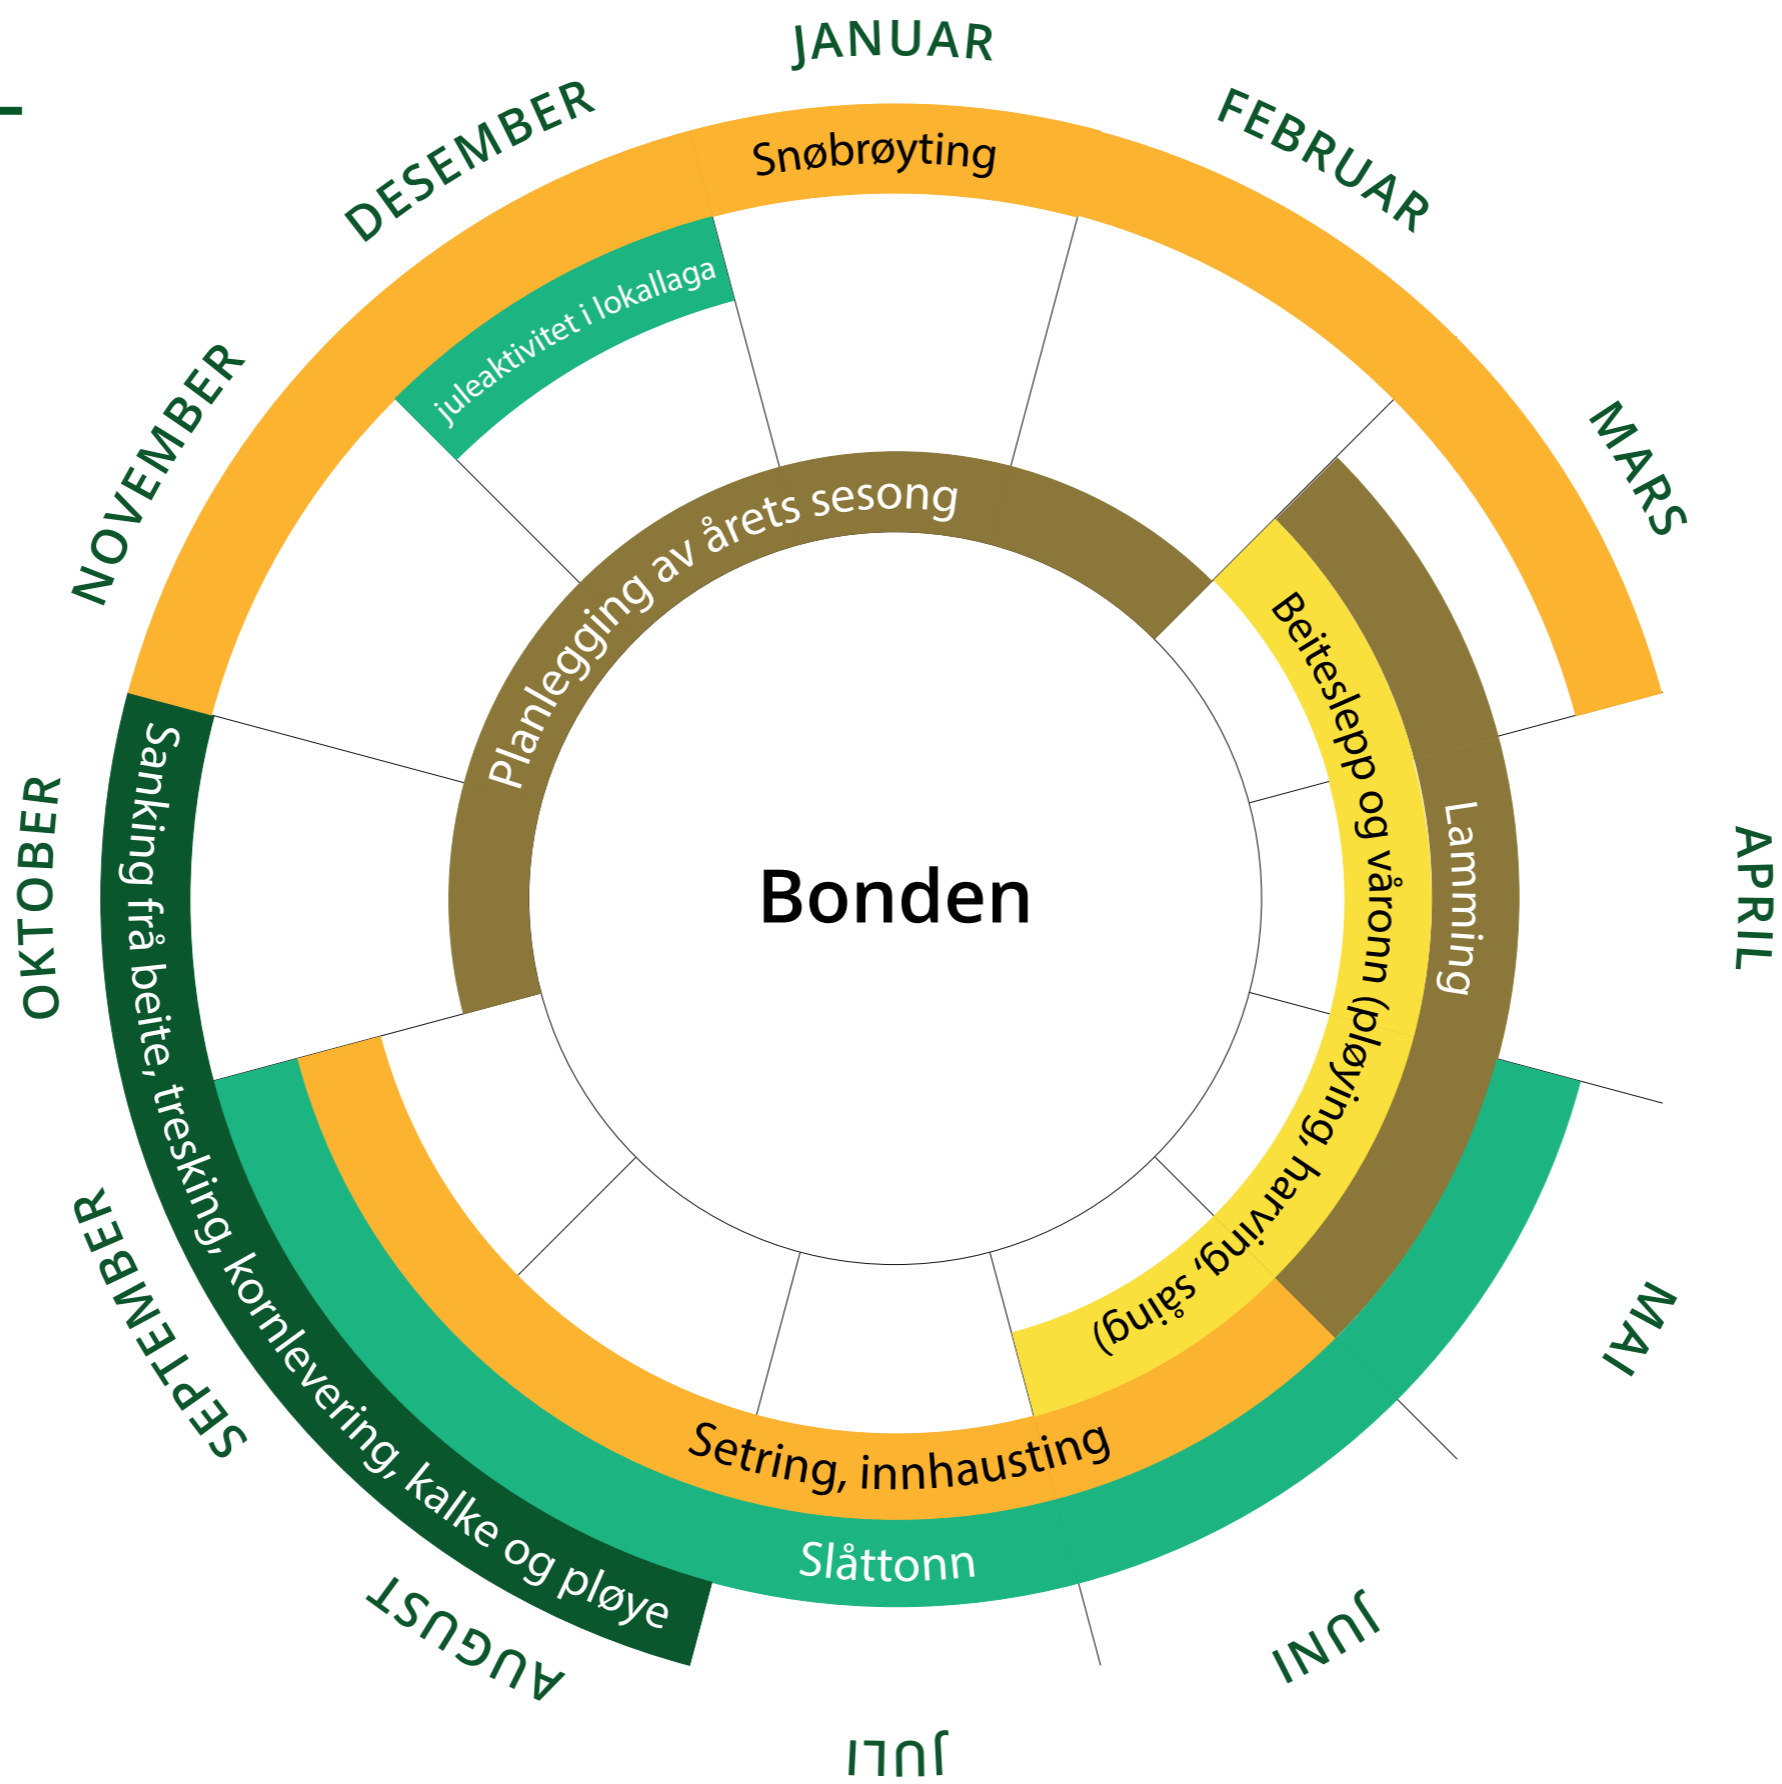 JANUAR
FEBRUAR
MARS
APRIL
MAI
JUNI
JULI
AUGUST
SEPTEMBER
OKTOBER
NOVEMBER
DESEMBER
Snøbrøyting
juleaktivitet i lokallaga
Planlegging av årets sesong
Beiteslepp og våronn (pløying, harving, såing)
Lamming
Bonden
Sanking frå beite, tresking, kornlevering, kalke og pløye
Setring, innhausting
Slåttonn